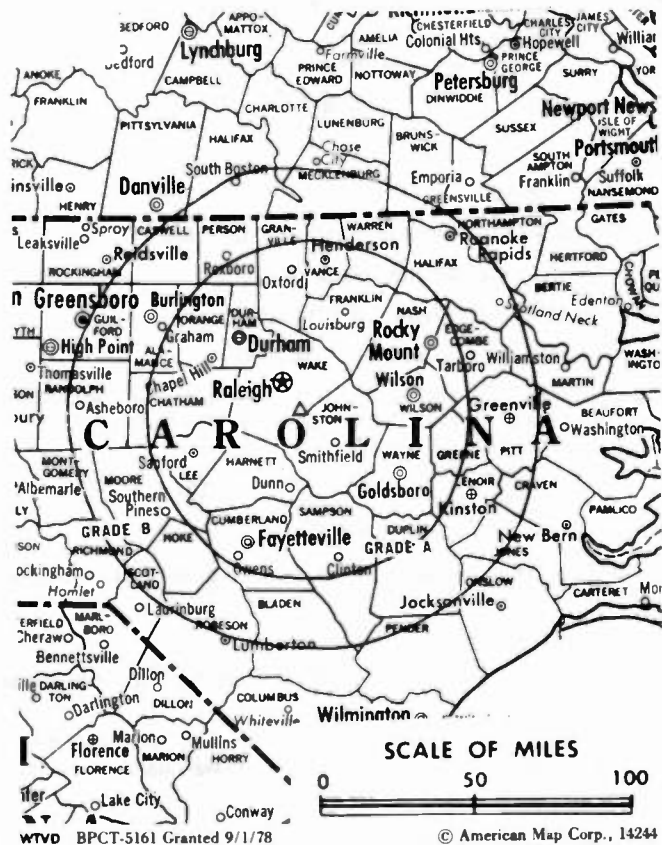 BEDFORD
Lynchburg
APPO-
MATTOX
CHESTERFIELD
CHARLES
CITY
JAMES
CITY
Colonial Hts.
Hopewell
AMELIA
Farmville
PRINCE
EDWARD
NOTTOWAY
PRINCE
GEORGE
Petersburg
DINWIDDIE
SURRY
CAMPBELL
FRANKLIN
PITTSYLVANIA
CHARLOTTE
HALIFAX
LUNENBURG
BRUNS-
WICK
SUSSEX
Newport News
ISLE OF
WIGHT
Portsmouth
Chase
City
MECKLENBURG
South Boston
Emporia
GREENSVILLE
SOUTH
AMPTON
Franklin
Suffolk
NANSEMOND
HENRY
Danville
Spray
CASWELL
PERSON
GRAN-
VILLE
WARREN
NORTHAMPTON
GATES
Leaksville
Reidsville
ROCKINGHAM
Roxboro
Oxford
VANCE
Henderson
HALIFAX
Roanoke
Rapids
HERTFORD
BERTIE
Edenton
Scotland Neck
Greensboro
GUIL-
FORD
Burlington
Graham
ORANGE
DUR-
HAM
Durham
FRANKLIN
Louisburg
NASH
Rocky
Mount
EDGE-
COMBE
Tarboro
Williamston
MARTIN
High Point
Thomasville
RANDOLPH
Asheboro
AL-
MANCE
Chapel Hill
CHATHAM
Raleigh
WAKE
JOHN-
STON
Wilson
WILSON
Greenville
PITT
BEAUFORT
Washington
CAROLINA
Smithfield
MONT-
GOMERY
Albemarle
MOORE
Sanford
LEE
HARNETT
Dunn
WAYNE
Goldsboro
GREENE
LENOIR
Kinston
CRAVEN
PAMLICO
Southern
Pines
GRADE B
HOKE
CUMBERLAND
Fayetteville
Owens
SAMPSON
Clinton
DUPLIN
GRADE A
JONES
New Bern
RICHMOND
Hamlet
SCOT-
LAND
Laurinburg
BLADEN
ONSLOW
Jacksonville
CARTERET
ROBESON
Lumberton
PENDER
MARL-
BORO
Bennettsville
Dillon
DILLON
DARLING
TON
Darlington
COLUMBUS
Whiteville
Wilmington
Florence
FLORENCE
Marion
MARION
Mullins
HORRY
Lake City
Conway
SCALE OF MILES
0 50 100
WTVD BPCT-5161 Granted 9/1/78
© American Map Corp., 14244